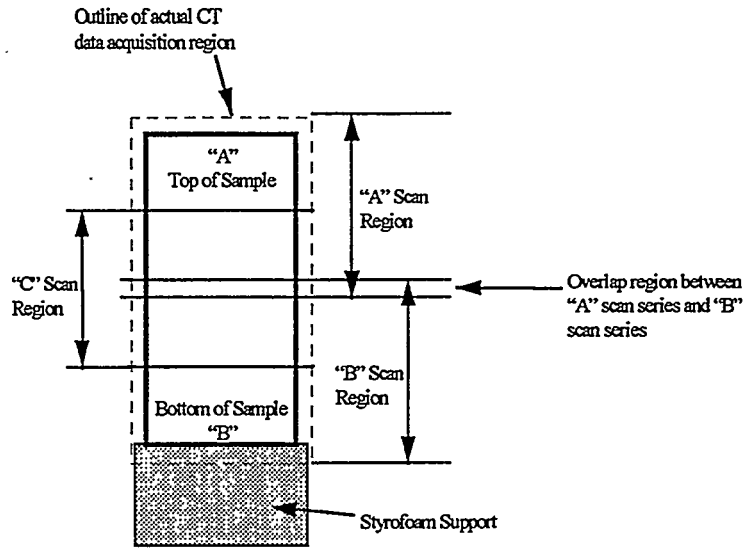 Outline of actual CT
data acquisition region
“A”
Top of Sample
“A” Scan
Region
“C” Scan
Region
Overlap region between
“A” scan series and “B”
scan series
“B” Scan
Region
Bottom of Sample
“B”
Styrofoam Support